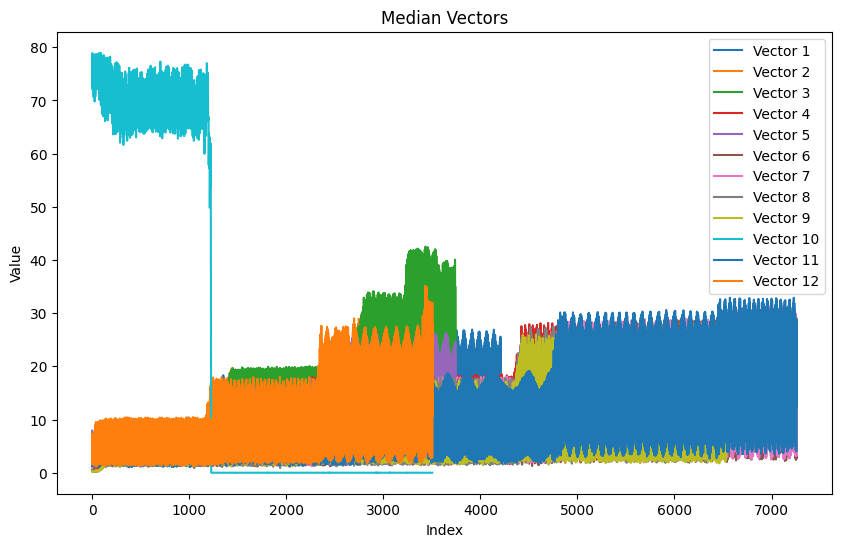 Median Vectors
80
70
60
50
40
30
20
10
0
Value
0 1000 2000 3000 4000 5000 6000 7000
Index
Vector 1
Vector 2
Vector 3
Vector 4
Vector 5
Vector 6
Vector 7
Vector 8
Vector 9
Vector 10
Vector 11
Vector 12